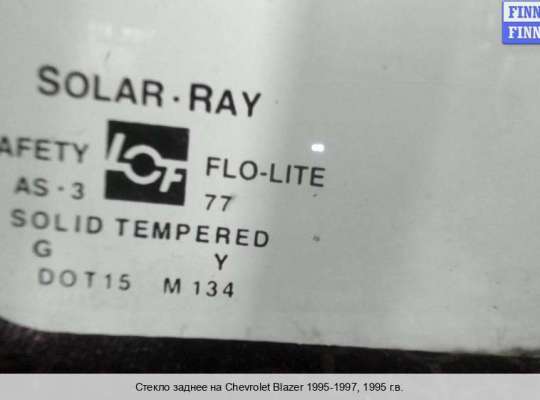 FINN
FINN
SOLAR·RAY
AFETY LOF FLO-LITE
AS-3 77
SOLID TEMPERED
G Y
DOT15 M134
Стекло заднее на Chevrolet Blazer 1995-1997, 1995 г.в.